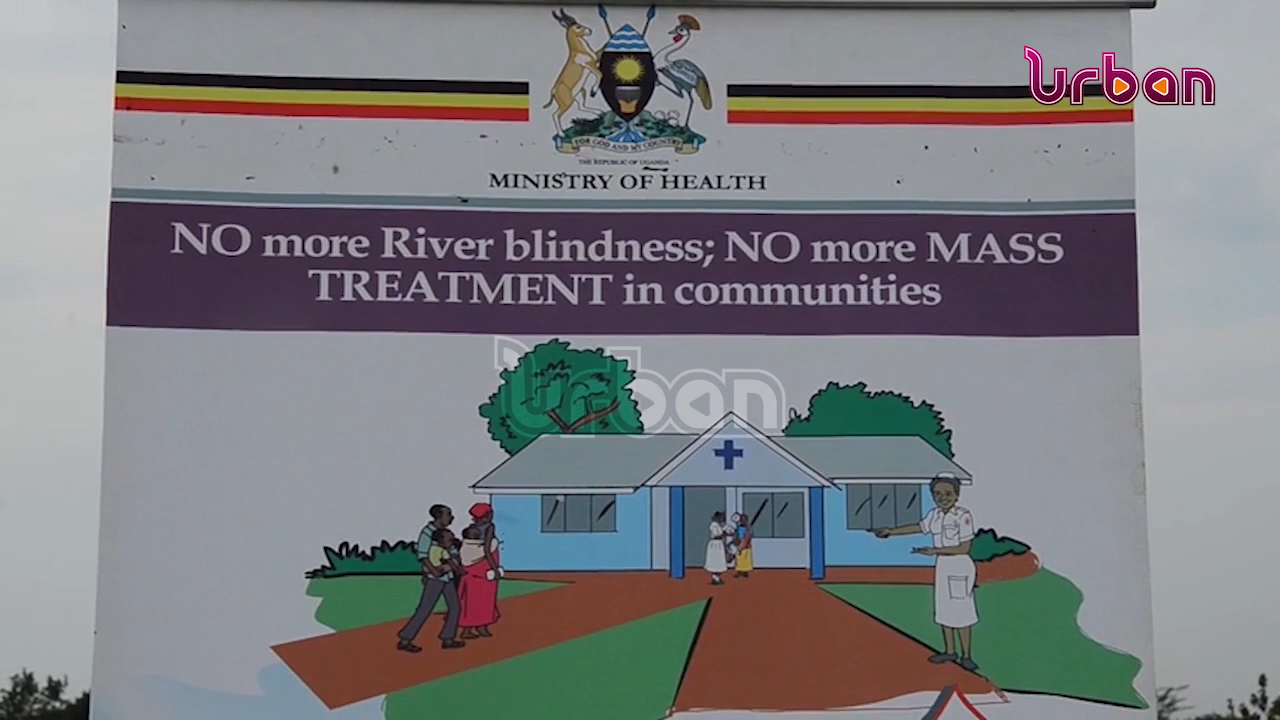 urban
FOR GOD AND MY COUNTRY
THE REPUBLIC OF UGANDA
MINISTRY OF HEALTH
NO more River blindness; NO more MASS
TREATMENT in communities
urban